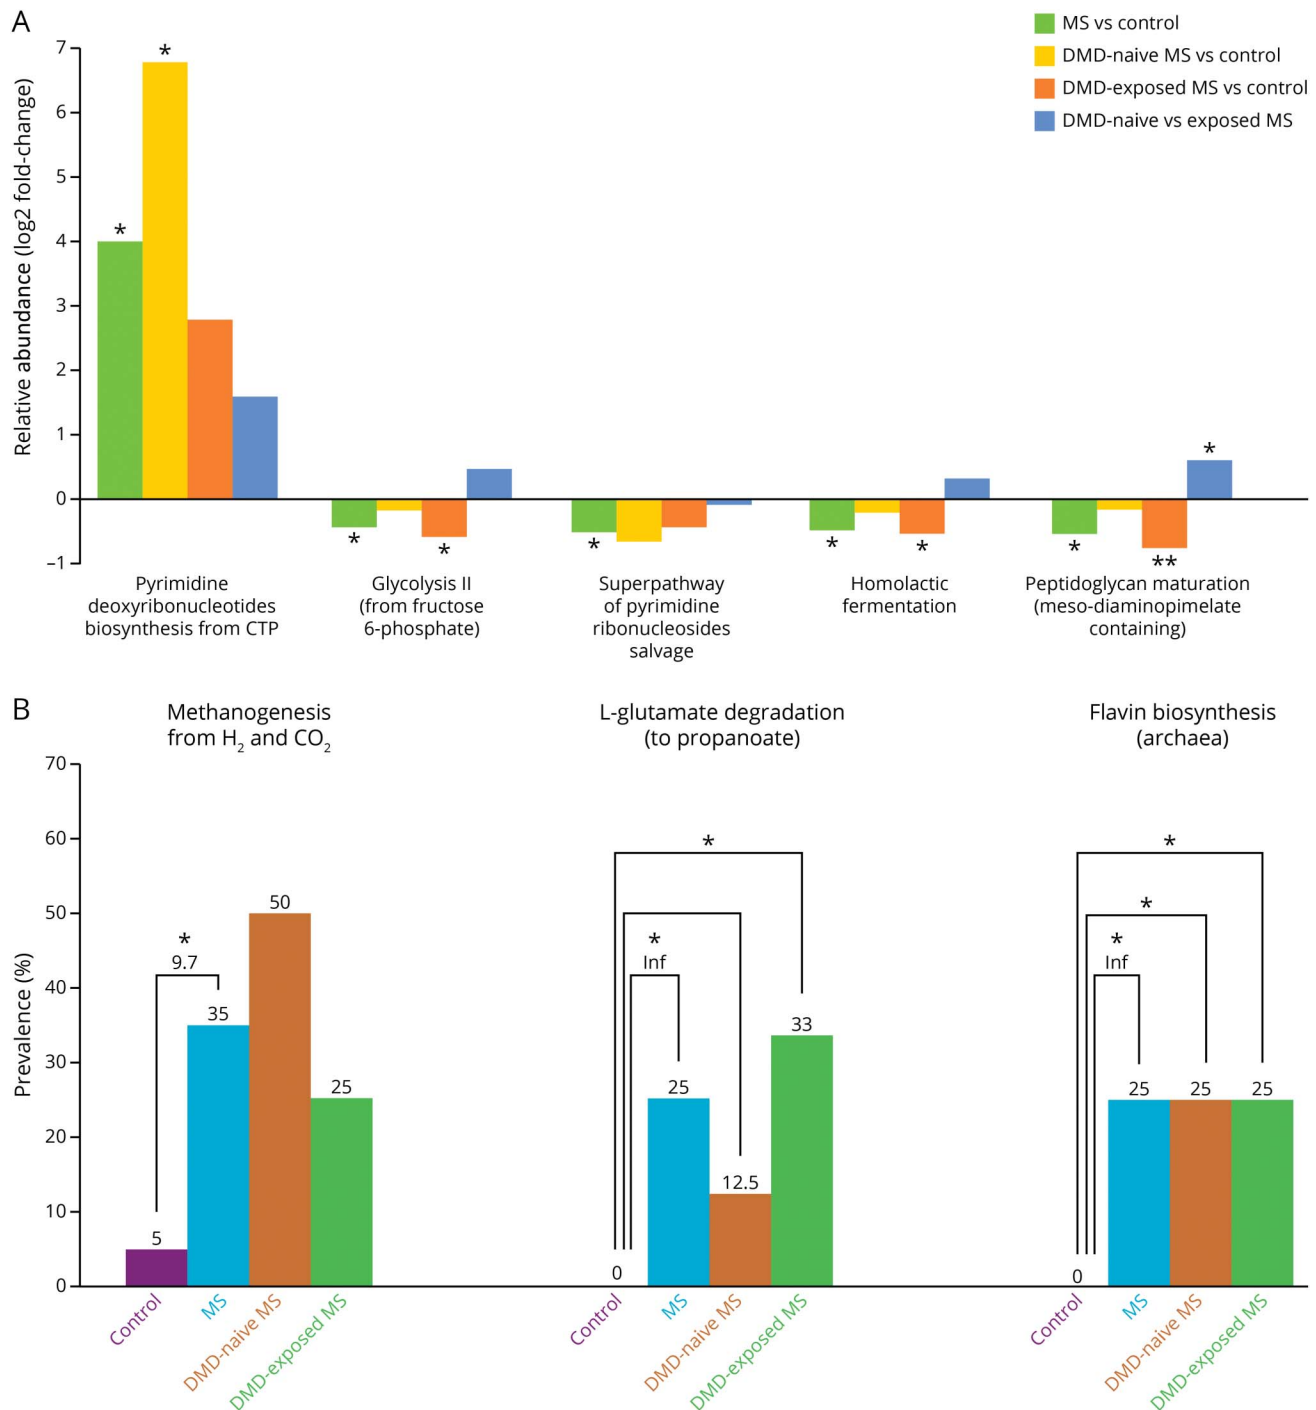 A
MS vs control
DMD-naive MS vs control
DMD-exposed MS vs control
DMD-naive vs exposed MS
Relative abundance (log2 fold-change)
7
6
5
4
3
2
1
0
–1
*
*
*
*
*
*
*
*
**
*
Pyrimidine
deoxyribonucleotides
biosynthesis from CTP
Glycolysis II
(from fructose
6-phosphate)
Superpathway
of pyrimidine
ribonucleosides
salvage
Homolactic
fermentation
Peptidoglycan maturation
(meso-diaminopimelate
containing)
B
Methanogenesis
from H2 and CO2
L-glutamate degradation
(to propanoate)
Flavin biosynthesis
(archaea)
Prevalence (%)
70
60
50
40
30
20
10
0
*
9.7
5
35
50
25
*
*
Inf
0
25
12.5
33
*
*
*
Inf
0
25
25
25
Control
MS
DMD-naive MS
DMD-exposed MS
Control
MS
DMD-naive MS
DMD-exposed MS
Control
MS
DMD-naive MS
DMD-exposed MS